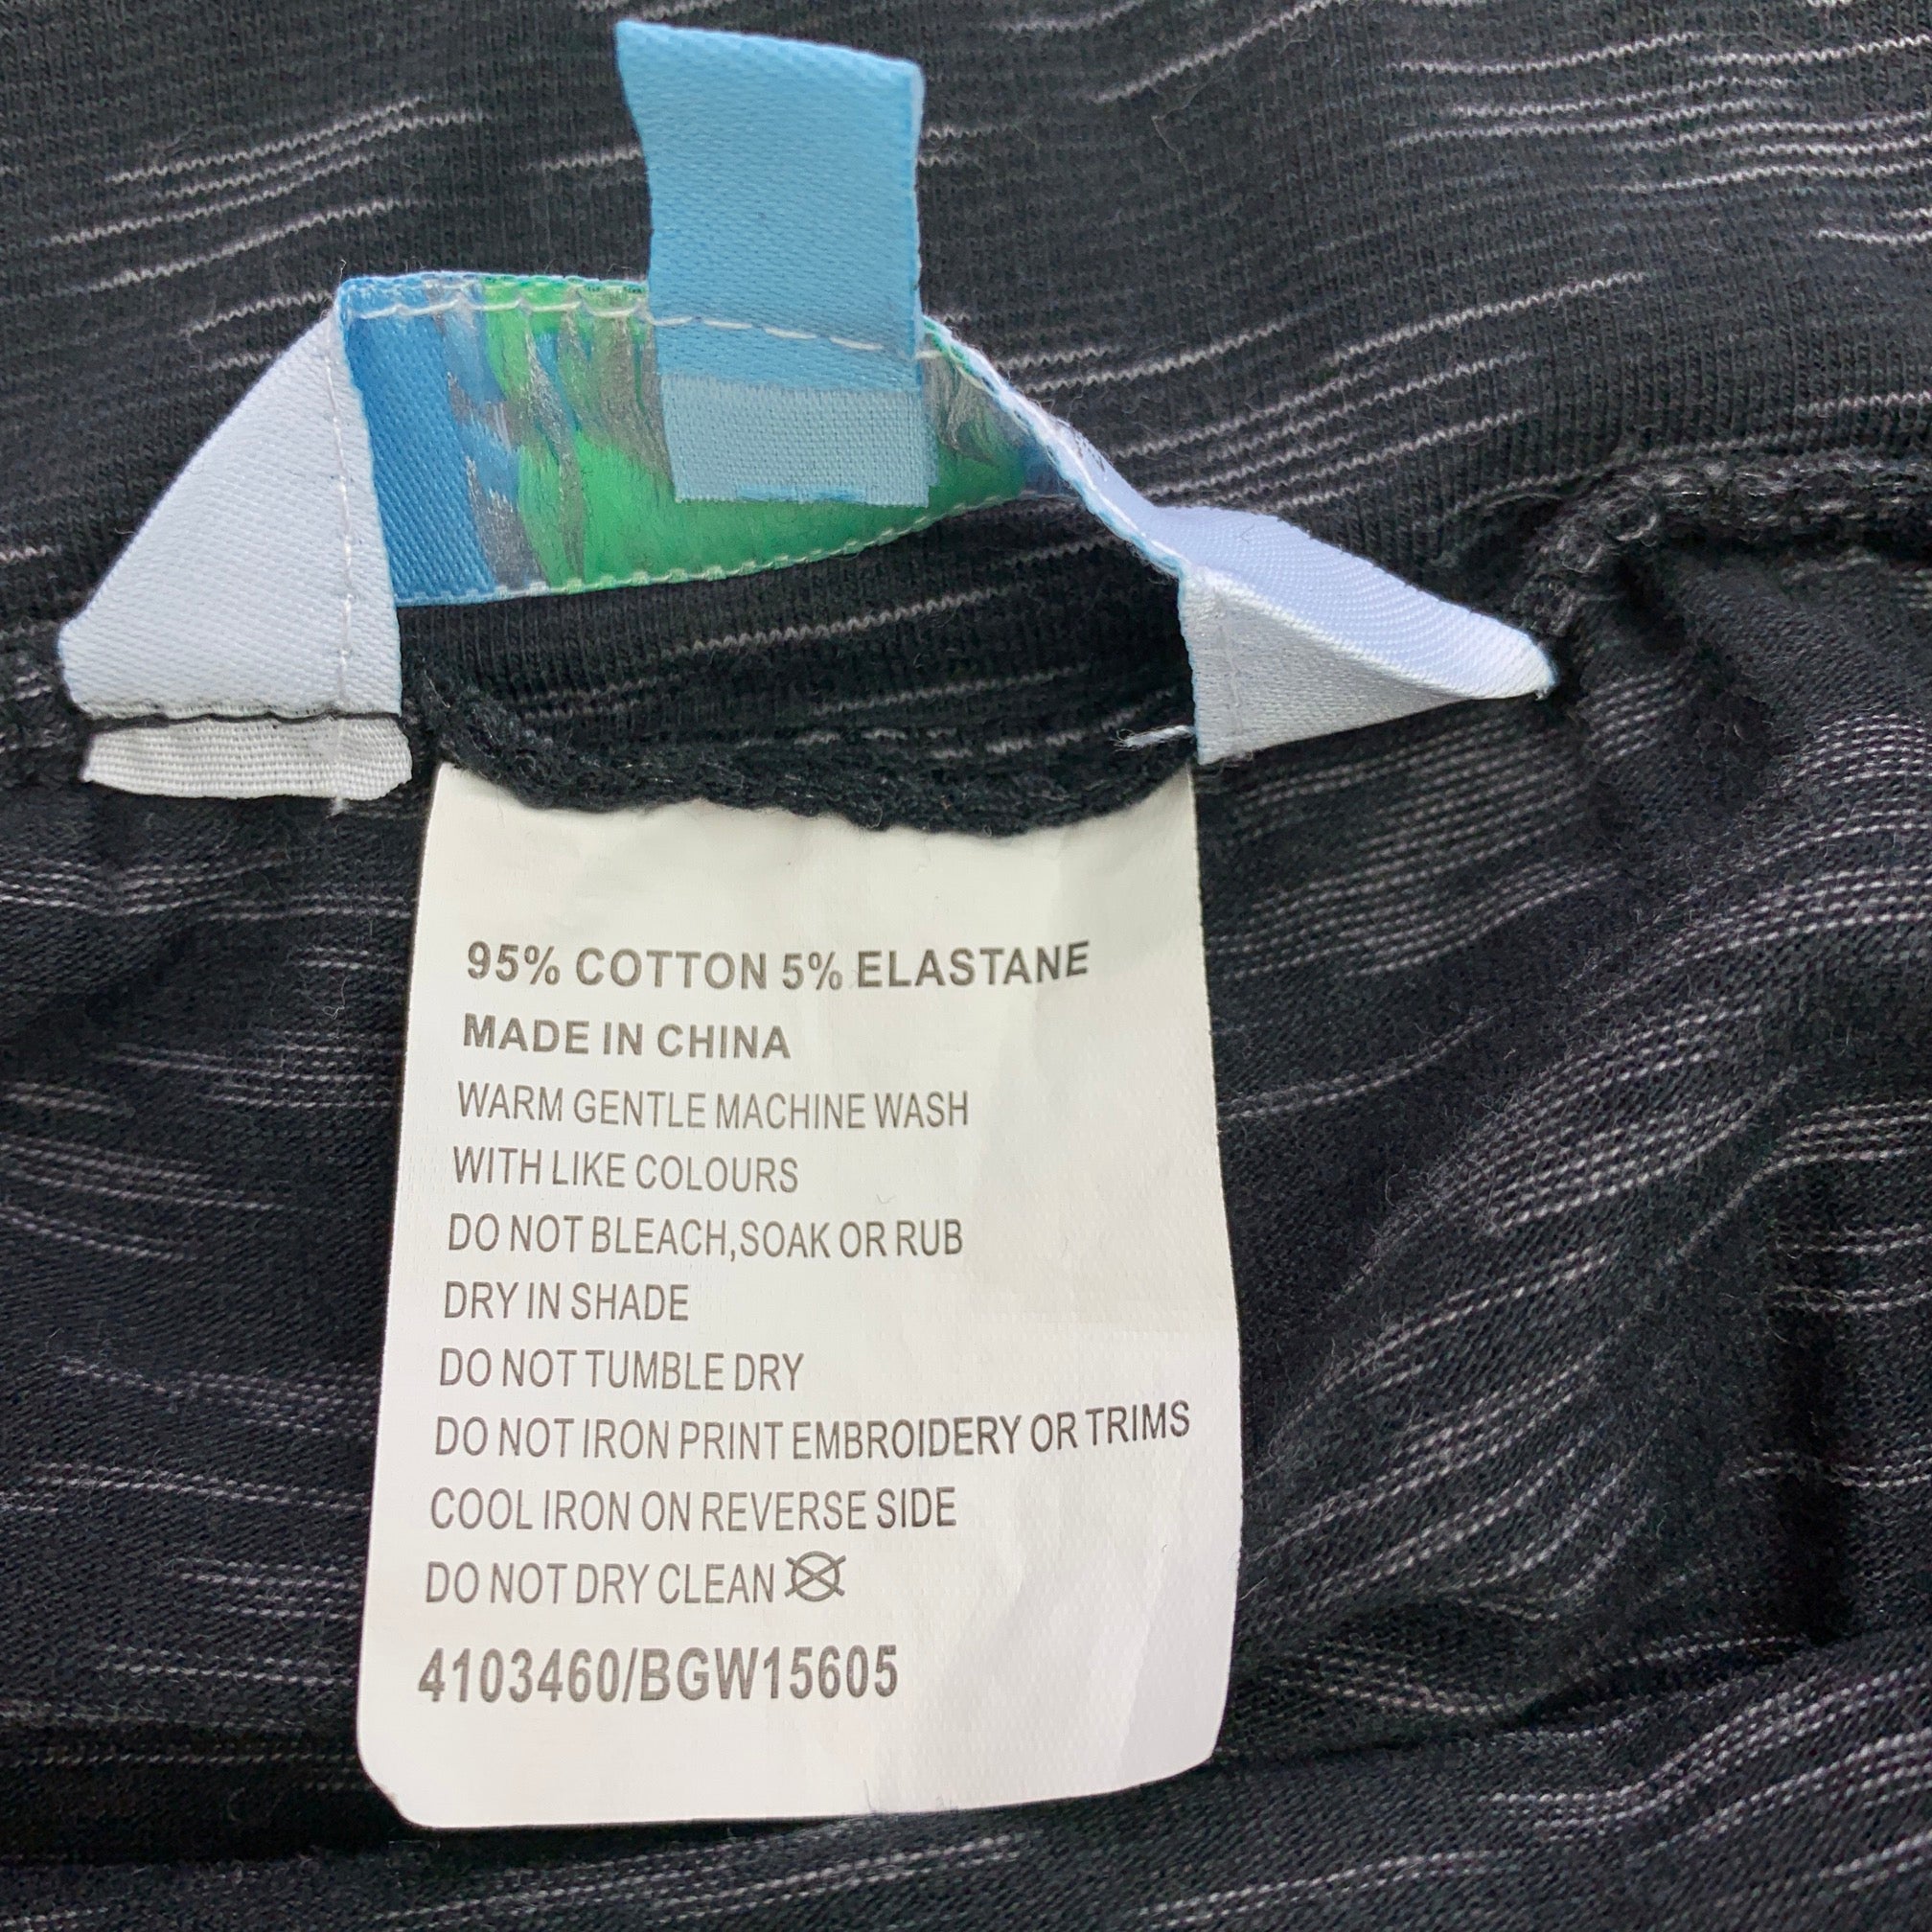 95% COTTON 5% ELASTANE
MADE IN CHINA
WARM GENTLE MACHINE WASH
WITH LIKE COLOURS
DO NOT BLEACH,SOAK OR RUB
DRY IN SHADE
DO NOT TUMBLE DRY
DO NOT IRON PRINT EMBROIDERY OR TRIMS
COOL IRON ON REVERSE SIDE
DO NOT DRY CLEAN
4103460/BGW15605